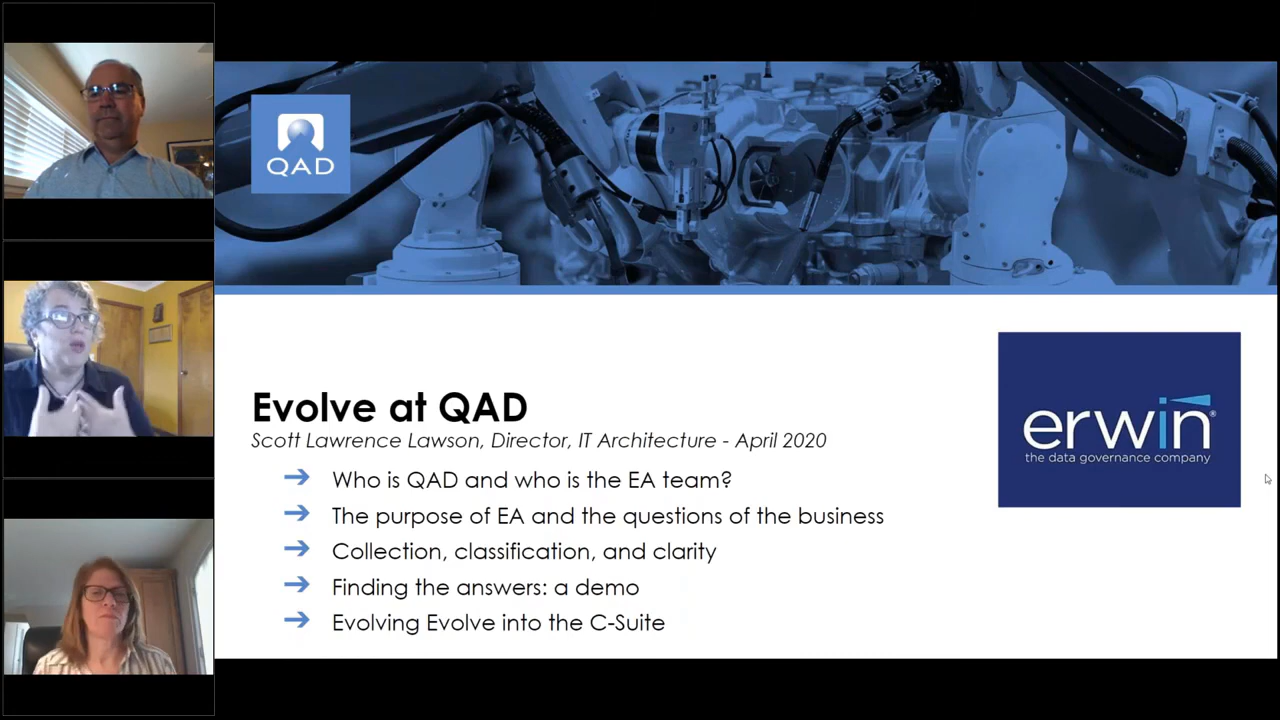 QAD
Evolve at QAD
Scott Lawrence Lawson, Director, IT Architecture - April 2020
➔ Who is QAD and who is the EA team?
➔ The purpose of EA and the questions of the business
➔ Collection, classification, and clarity
➔ Finding the answers: a demo
➔ Evolving Evolve into the C-Suite
erwin®
the data governance company